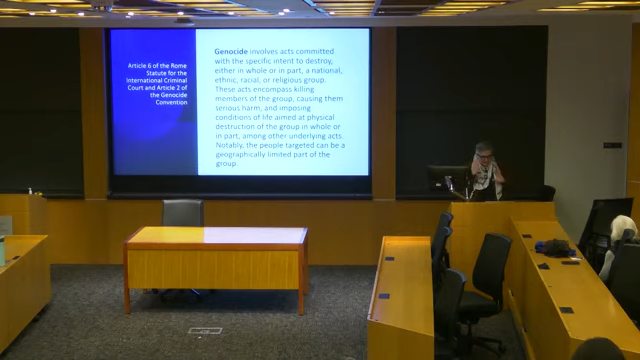 Article 6 of the Rome
Statute for the
International Criminal
Court and Article 2 of
the Genocide
Convention
Genocide involves acts committed
with the specific intent to destroy,
either in whole or in part, a national,
ethnic, racial, or religious group.
These acts encompass killing
members of the group, causing them
serious harm, and imposing
conditions of life aimed at physical
destruction of the group in whole or
in part, among other underlying acts.
Notably, the people targeted can be a
geographically limited part of the
group.